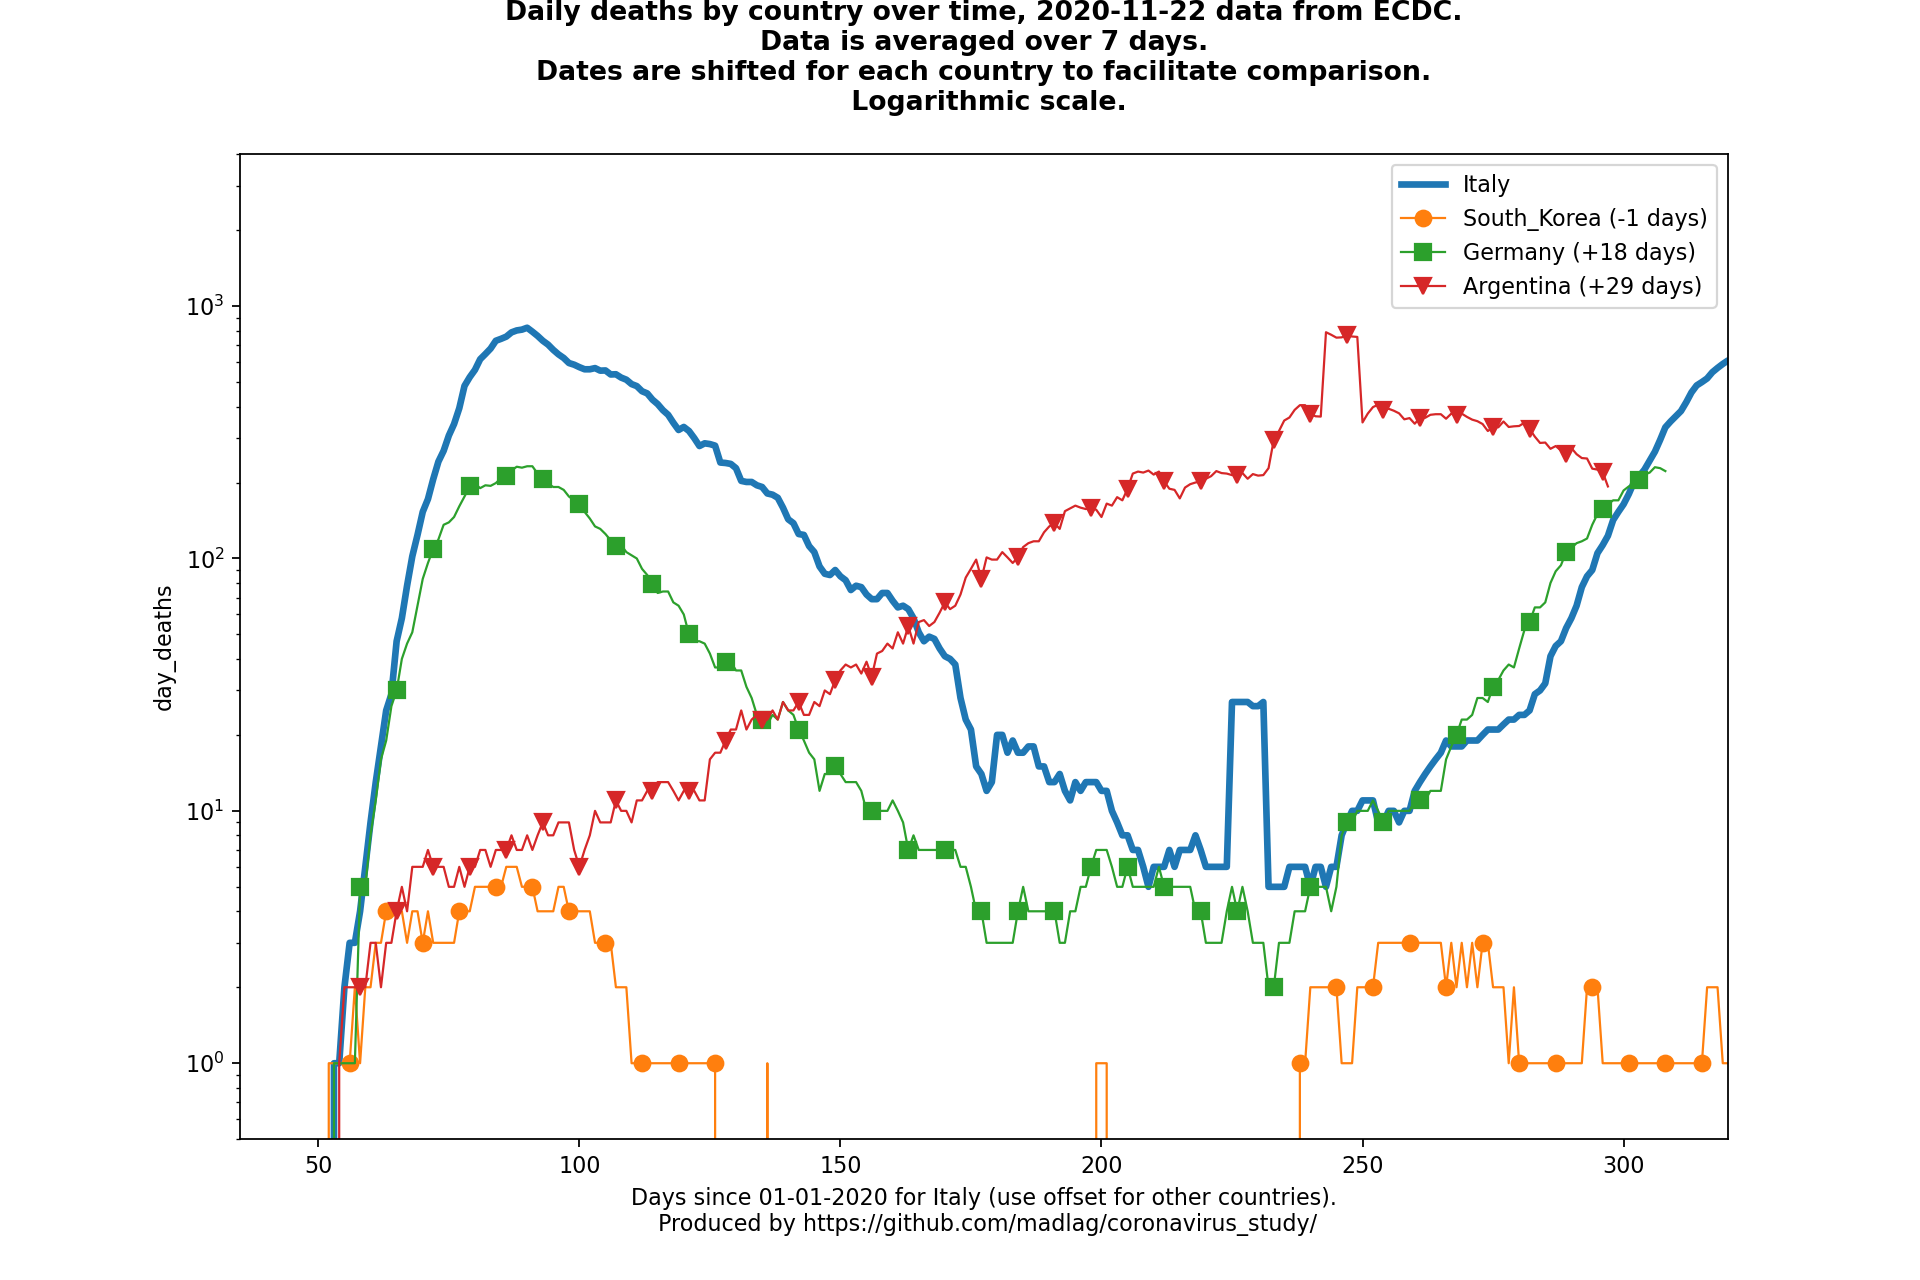 Daily deaths by country over time, 2020-11-22 data from ECDC.
Data is averaged over 7 days.
Dates are shifted for each country to facilitate comparison.
Logarithmic scale.
Italy
South_Korea (-1 days)
Germany (+18 days)
Argentina (+29 days)
10³
10²
10¹
10⁰
day_deaths
50 100 150 200 250 300
Days since 01-01-2020 for Italy (use offset for other countries).
Produced by https://github.com/madlag/coronavirus_study/